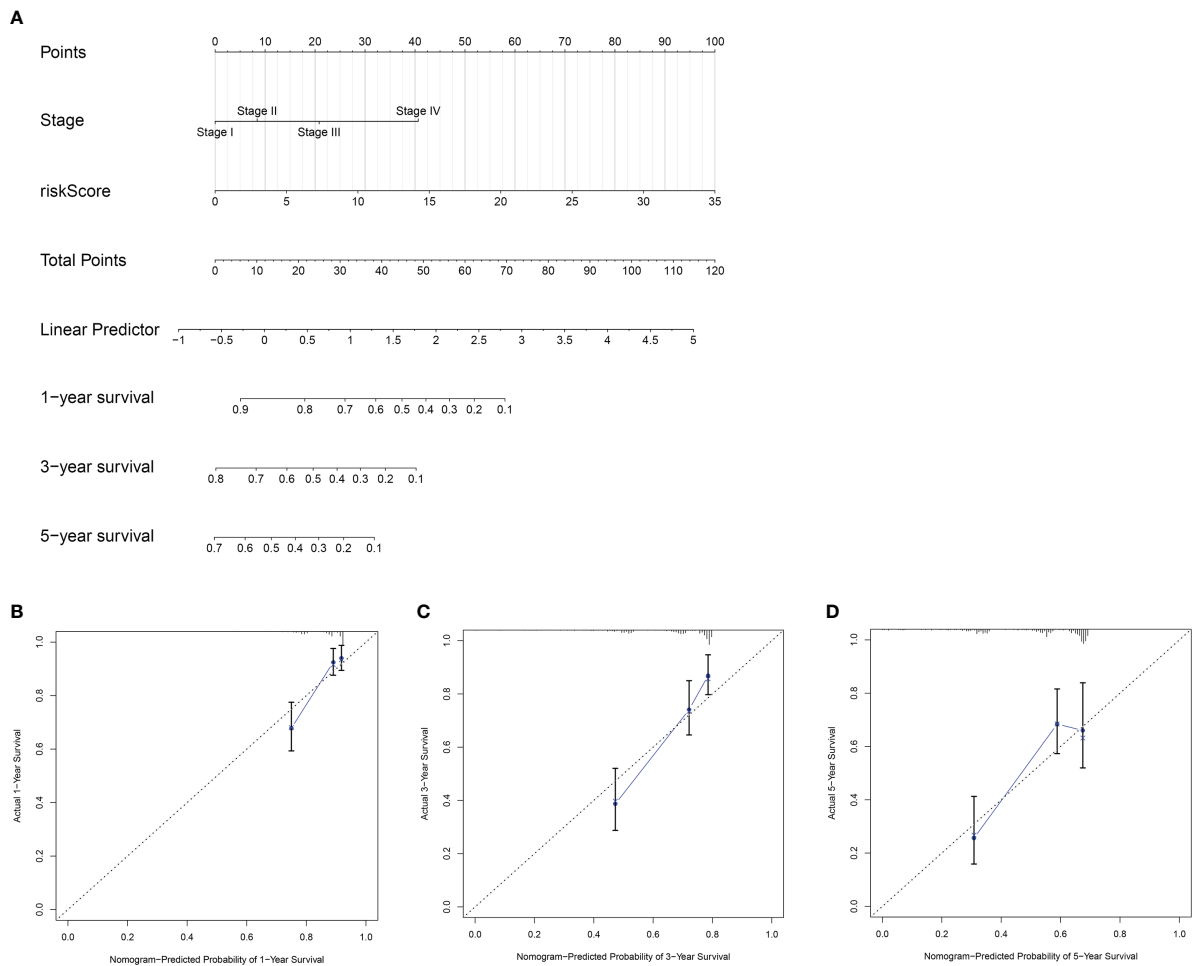 A
Points
0 10 20 30 40 50 60 70 80 90 100
Stage
Stage II Stage IV
Stage I Stage III
riskScore
0 5 10 15 20 25 30 35
Total Points
0 10 20 30 40 50 60 70 80 90 100 110 120
Linear Predictor
−1 −0.5 0 0.5 1 1.5 2 2.5 3 3.5 4 4.5 5
1−year survival
0.9 0.8 0.7 0.6 0.5 0.4 0.3 0.2 0.1
3−year survival
0.8 0.7 0.6 0.5 0.4 0.3 0.2 0.1
5−year survival
0.7 0.6 0.5 0.4 0.3 0.2 0.1
B
Actual 1−Year Survival
0.0 0.2 0.4 0.6 0.8 1.0
0.0 0.2 0.4 0.6 0.8 1.0
Nomogram−Predicted Probability of 1−Year Survival
C
Actual 3−Year Survival
0.0 0.2 0.4 0.6 0.8 1.0
0.0 0.2 0.4 0.6 0.8 1.0
Nomogram−Predicted Probability of 3−Year Survival
D
Actual 5−Year Survival
0.0 0.2 0.4 0.6 0.8 1.0
0.0 0.2 0.4 0.6 0.8 1.0
Nomogram−Predicted Probability of 5−Year Survival